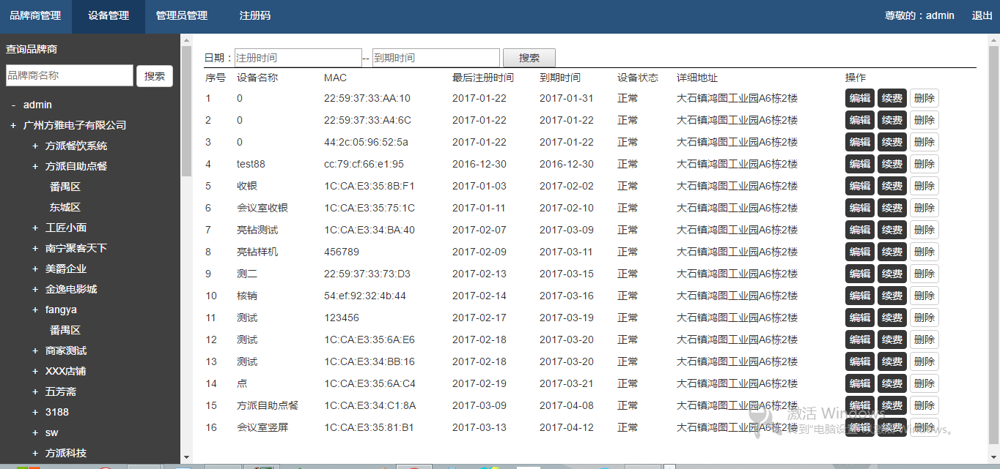 品牌商管理 设备管理 管理员管理 注册码 尊敬的：admin 退出
查询品牌商
品牌商名称 搜索
- admin
+ 广州方雅电子有限公司
+ 方派餐饮系统
+ 方派自助点餐
番禺区
东城区
+ 工匠小面
+ 南宁聚客天下
+ 美爵企业
+ 金逸电影城
+ fangya
番禺区
+ 商家测试
+ XXX店铺
+ 五芳斋
+ 3188
+ sw
+ 方派科技
日期：注册时间 -- 到期时间 搜索
序号 设备名称 MAC 最后注册时间 到期时间 设备状态 详细地址 操作
1 0 22:59:37:33:AA:10 2017-01-22 2017-01-31 正常 大石镇鸿图工业园A6栋2楼 编辑 续费 删除
2 0 22:59:37:33:A4:6C 2017-01-22 2017-01-22 正常 大石镇鸿图工业园A6栋2楼 编辑 续费 删除
3 0 44:2c:05:96:52:5a 2017-01-22 2017-01-22 正常 大石镇鸿图工业园A6栋2楼 编辑 续费 删除
4 test88 cc:79:cf:66:e1:95 2016-12-30 2016-12-30 正常 大石镇鸿图工业园A6栋2楼 编辑 续费 删除
5 收银 1C:CA:E3:35:8B:F1 2017-01-03 2017-02-02 正常 大石镇鸿图工业园A6栋2楼 编辑 续费 删除
6 会议室收银 1C:CA:E3:35:75:1C 2017-01-11 2017-02-10 正常 大石镇鸿图工业园A6栋2楼 编辑 续费 删除
7 亮钻测试 1C:CA:E3:34:BA:40 2017-02-07 2017-03-09 正常 大石镇鸿图工业园A6栋2楼 编辑 续费 删除
8 亮钻样机 456789 2017-02-09 2017-03-11 正常 大石镇鸿图工业园A6栋2楼 编辑 续费 删除
9 测二 22:59:37:33:73:D3 2017-02-13 2017-03-15 正常 大石镇鸿图工业园A6栋2楼 编辑 续费 删除
10 核销 54:ef:92:32:4b:44 2017-02-14 2017-03-16 正常 大石镇鸿图工业园A6栋2楼 编辑 续费 删除
11 测试 123456 2017-02-17 2017-03-19 正常 大石镇鸿图工业园A6栋2楼 编辑 续费 删除
12 测试 1C:CA:E3:35:6A:E6 2017-02-18 2017-03-20 正常 大石镇鸿图工业园A6栋2楼 编辑 续费 删除
13 测试 1C:CA:E3:34:BB:16 2017-02-18 2017-03-20 正常 大石镇鸿图工业园A6栋2楼 编辑 续费 删除
14 点 1C:CA:E3:35:6A:C4 2017-02-19 2017-03-21 正常 大石镇鸿图工业园A6栋2楼 编辑 续费 删除
15 方派自助点餐 1C:CA:E3:34:C1:8A 2017-03-09 2017-04-08 正常 大石镇鸿图工业园A6栋2楼 编辑 续费 删除
16 会议室竖屏 1C:CA:E3:35:81:B1 2017-03-13 2017-04-12 正常 大石镇鸿图工业园A6栋2楼 编辑 续费 删除
激活 Windows
转到"电脑设置"以激活 Windows。